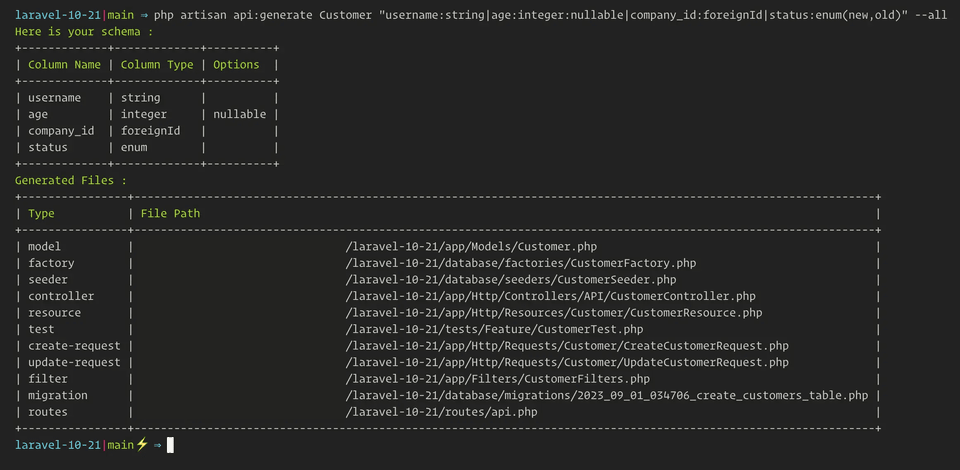 laravel-10-21|main ⇒ php artisan api:generate Customer "username:string|age:integer:nullable|company_id:foreignId|status:enum(new,old)" --all
Here is your schema :
+-------------+-------------+----------+
| Column Name | Column Type | Options  |
+-------------+-------------+----------+
| username    | string      |          |
| age         | integer     | nullable |
| company_id  | foreignId   |          |
| status      | enum        |          |
+-------------+-------------+----------+
Generated Files :
+----------------+----------------------------------------------------------------------------------------------------------------+
| Type           | File Path                                                                                                      |
+----------------+----------------------------------------------------------------------------------------------------------------+
| model          |                                /laravel-10-21/app/Models/Customer.php                                          |
| factory        |                                /laravel-10-21/database/factories/CustomerFactory.php                           |
| seeder         |                                /laravel-10-21/database/seeders/CustomerSeeder.php                              |
| controller     |                                /laravel-10-21/app/Http/Controllers/API/CustomerController.php                  |
| resource       |                                /laravel-10-21/app/Http/Resources/Customer/CustomerResource.php                 |
| test           |                                /laravel-10-21/tests/Feature/CustomerTest.php                                   |
| create-request |                                /laravel-10-21/app/Http/Requests/Customer/CreateCustomerRequest.php             |
| update-request |                                /laravel-10-21/app/Http/Requests/Customer/UpdateCustomerRequest.php             |
| filter         |                                /laravel-10-21/app/Filters/CustomerFilters.php                                  |
| migration      |                                /laravel-10-21/database/migrations/2023_09_01_034706_create_customers_table.php |
| routes         |                                /laravel-10-21/routes/api.php                                                   |
+----------------+----------------------------------------------------------------------------------------------------------------+
laravel-10-21|main⚡ ⇒